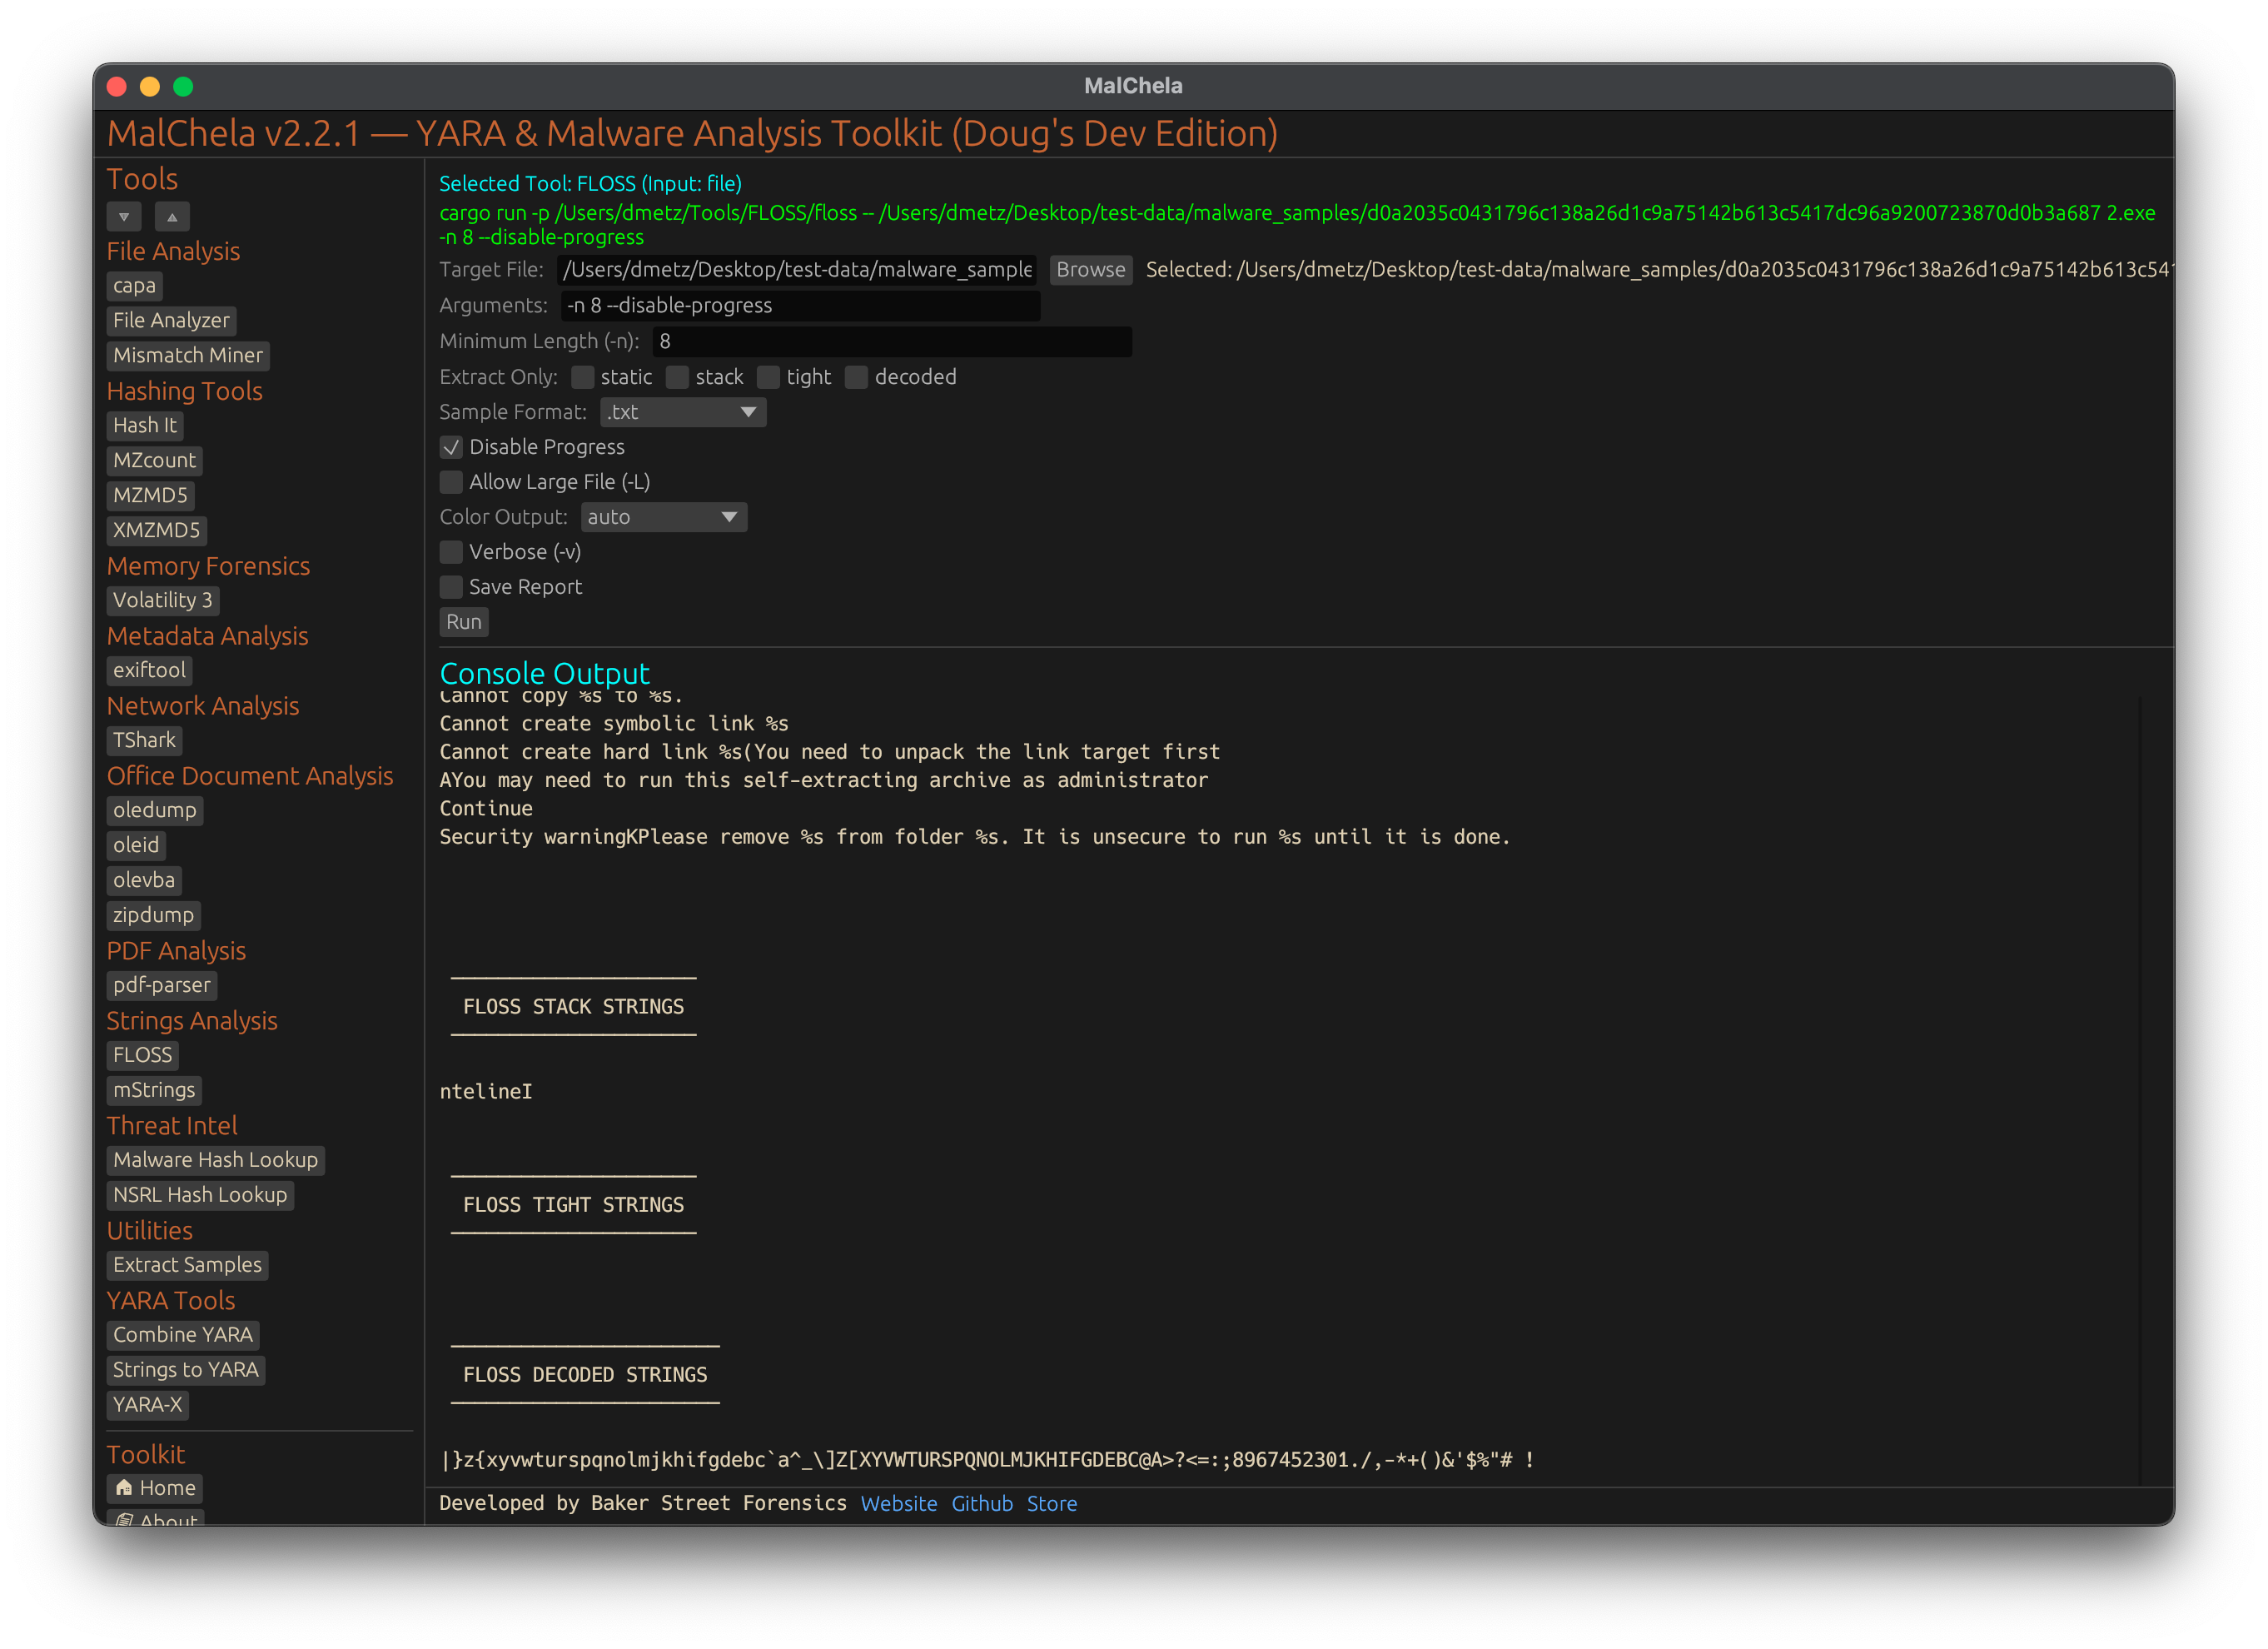 MalChela
MalChela v2.2.1 — YARA & Malware Analysis Toolkit (Doug's Dev Edition)
Tools
File Analysis
capa
File Analyzer
Mismatch Miner
Hashing Tools
Hash It
MZcount
MZMD5
XMZMD5
Memory Forensics
Volatility 3
Metadata Analysis
exiftool
Network Analysis
TShark
Office Document Analysis
oledump
oleid
olevba
zipdump
PDF Analysis
pdf-parser
Strings Analysis
FLOSS
mStrings
Threat Intel
Malware Hash Lookup
NSRL Hash Lookup
Utilities
Extract Samples
YARA Tools
Combine YARA
Strings to YARA
YARA-X
Toolkit
Home
About
Selected Tool: FLOSS (Input: file)
cargo run -p /Users/dmetz/Tools/FLOSS/floss -- /Users/dmetz/Desktop/test-data/malware_samples/d0a2035c0431796c138a26d1c9a75142b613c5417dc96a9200723870d0b3a687 2.exe
-n 8 --disable-progress
Target File: /Users/dmetz/Desktop/test-data/malware_sample Browse Selected: /Users/dmetz/Desktop/test-data/malware_samples/d0a2035c0431796c138a26d1c9a75142b613c541
Arguments: -n 8 --disable-progress
Minimum Length (-n): 8
Extract Only: static stack tight decoded
Sample Format: .txt
Disable Progress
Allow Large File (-L)
Color Output: auto
Verbose (-v)
Save Report
Run
Console Output
Cannot copy %s to %s.
Cannot create symbolic link %s
Cannot create hard link %s(You need to unpack the link target first
AYou may need to run this self-extracting archive as administrator
Continue
Security warningKPlease remove %s from folder %s. It is unsecure to run %s until it is done.
FLOSS STACK STRINGS
ntelineI
FLOSS TIGHT STRINGS
FLOSS DECODED STRINGS
|}z{xyvwturspqnolmjkhifgdebc`a^_\]Z[XYVWTURSPQNOLMJKHIFGDEBC@A>?<=:;8967452301./,-*+()&'$%"# !
Developed by Baker Street Forensics Website Github Store